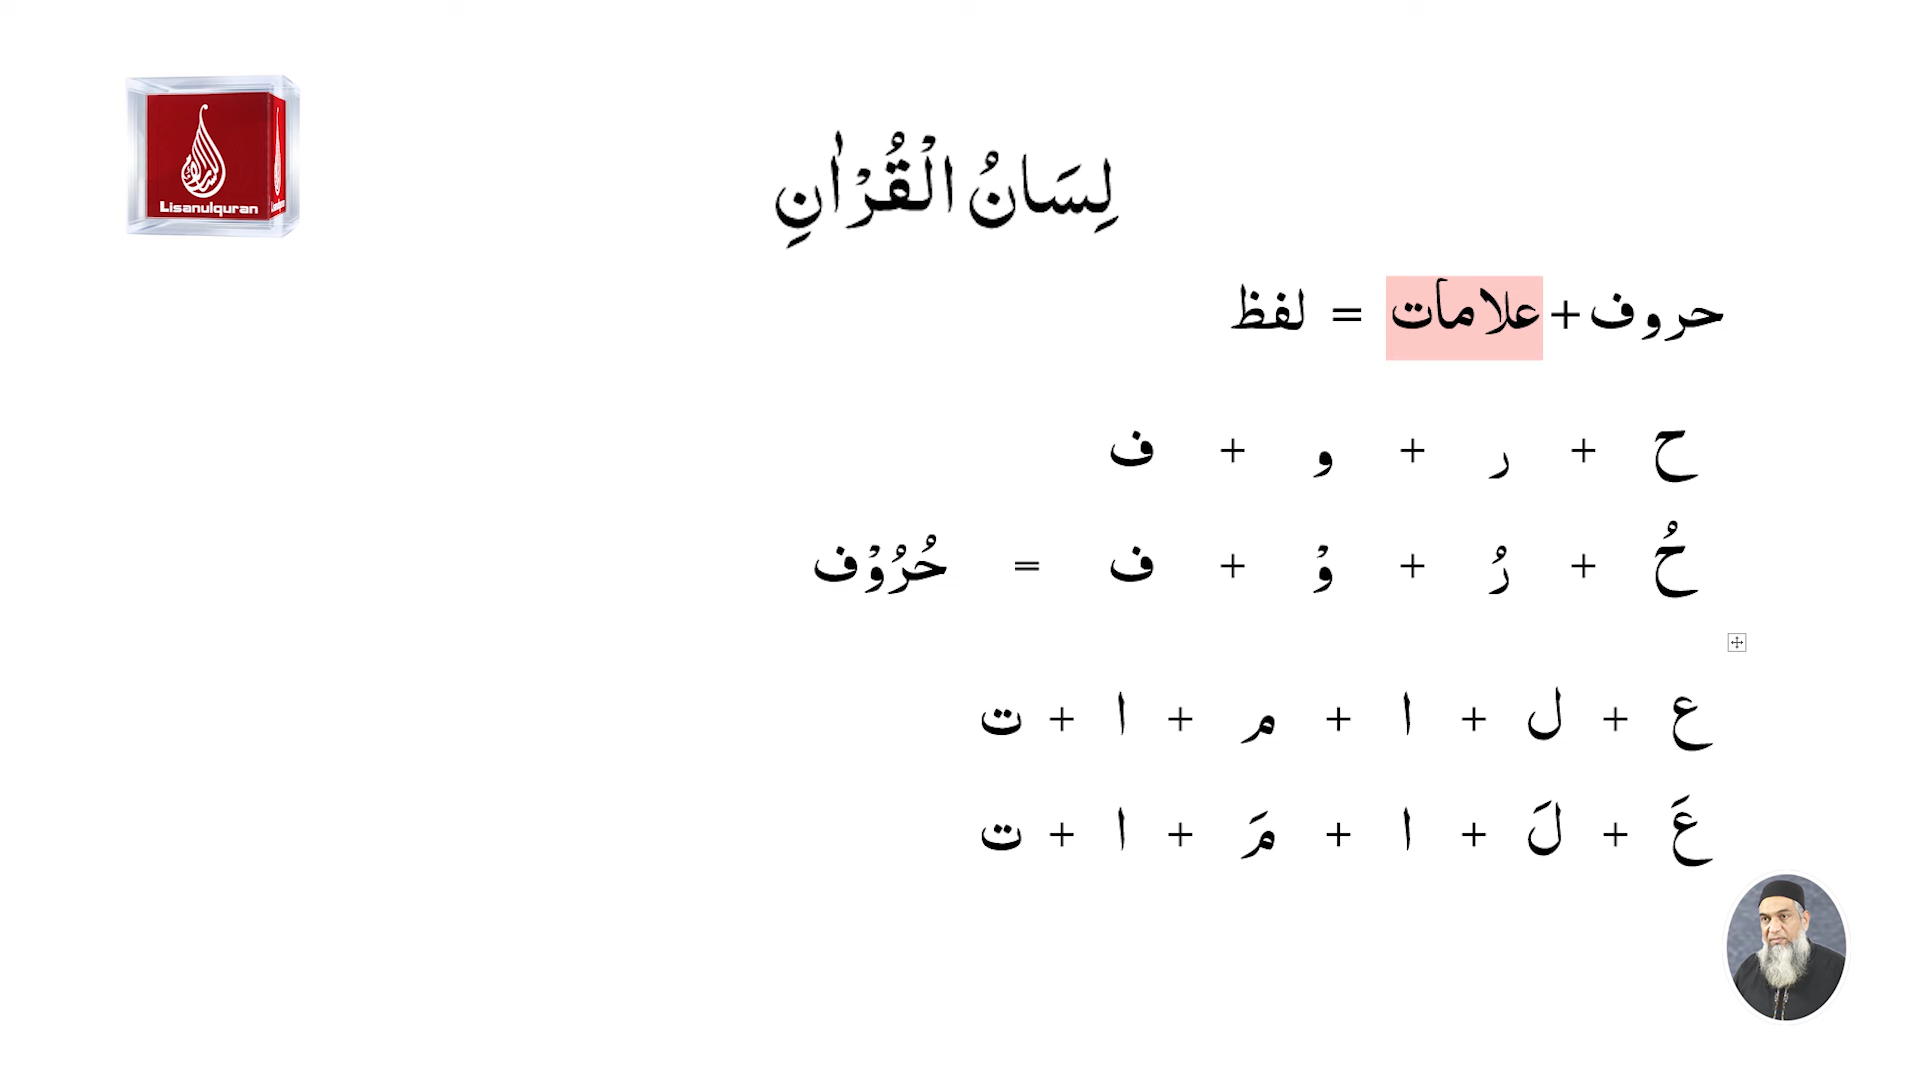 Lisanulquran
لِسَانُ الْقُرْاٰنِ
حروف + علامات = لفظ
ح + ر + و + ف
حُ + رُ + وْ + ف = حُرُوْف
ع + ل + ا + م + ا + ت
عَ + لَ + ا + مَ + ا + ت